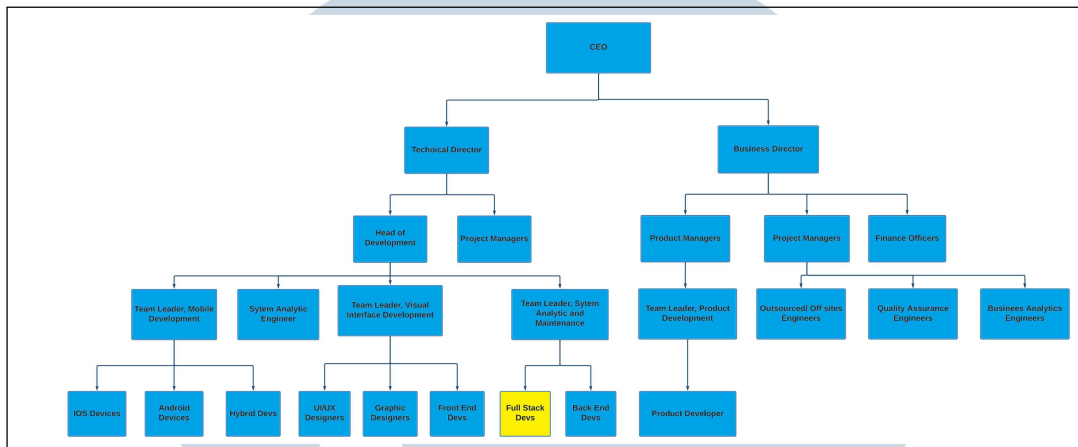 CEO
Technical Director
Business Director
Head of
Development
Project Managers
Product Managers
Project Managers
Finance Officers
Team Leader, Mobile
Development
Sytem Analytic
Engineer
Team Leader, Visual
Interface Development
Team Leader, Sytem
Analytic and
Maintenance
Team Leader, Product
Development
Outsourced/ Off sites
Engineers
Quality Assurance
Engineers
Businees Analytics
Engineers
IOS Devices
Android
Devices
Hybrid Devs
UI/UX
Designers
Graphic
Designers
Front End
Devs
Full Stack
Devs
Back End
Devs
Product Developer